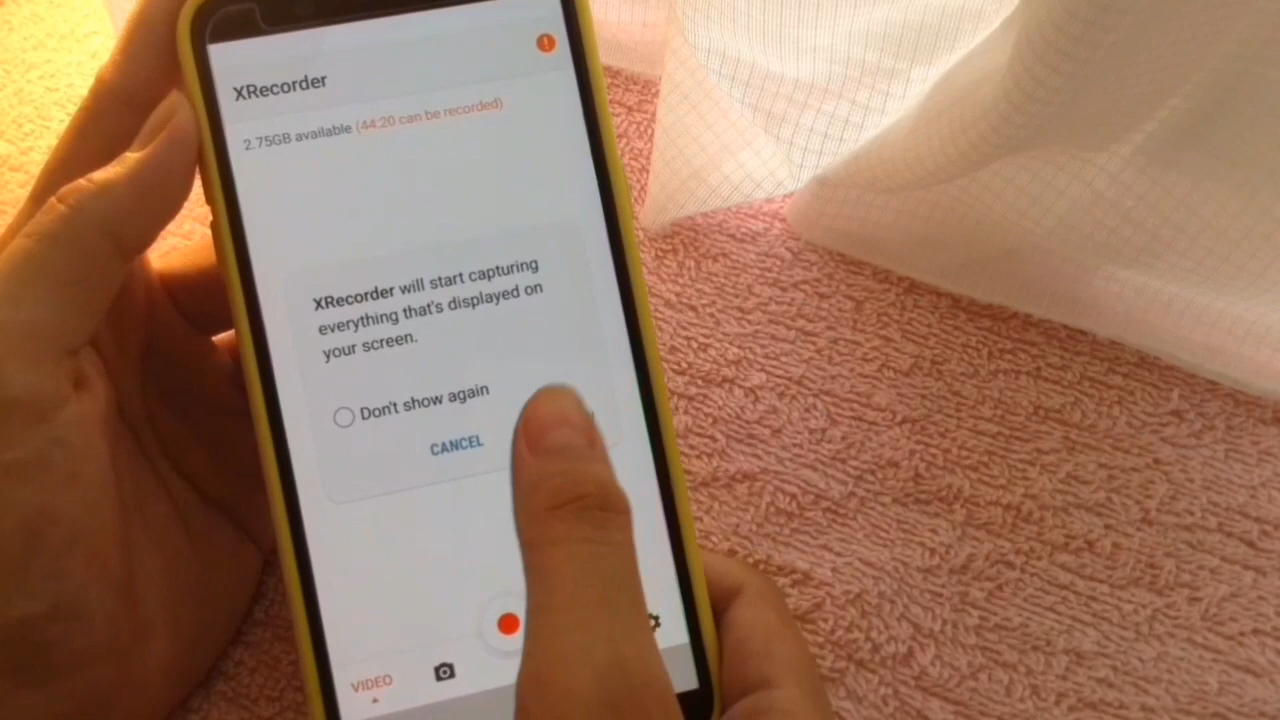 XRecorder
2.75GB available (44:20 can be recorded)
XRecorder will start capturing
everything that's displayed on
your screen.
Don't show again
CANCEL
VIDEO